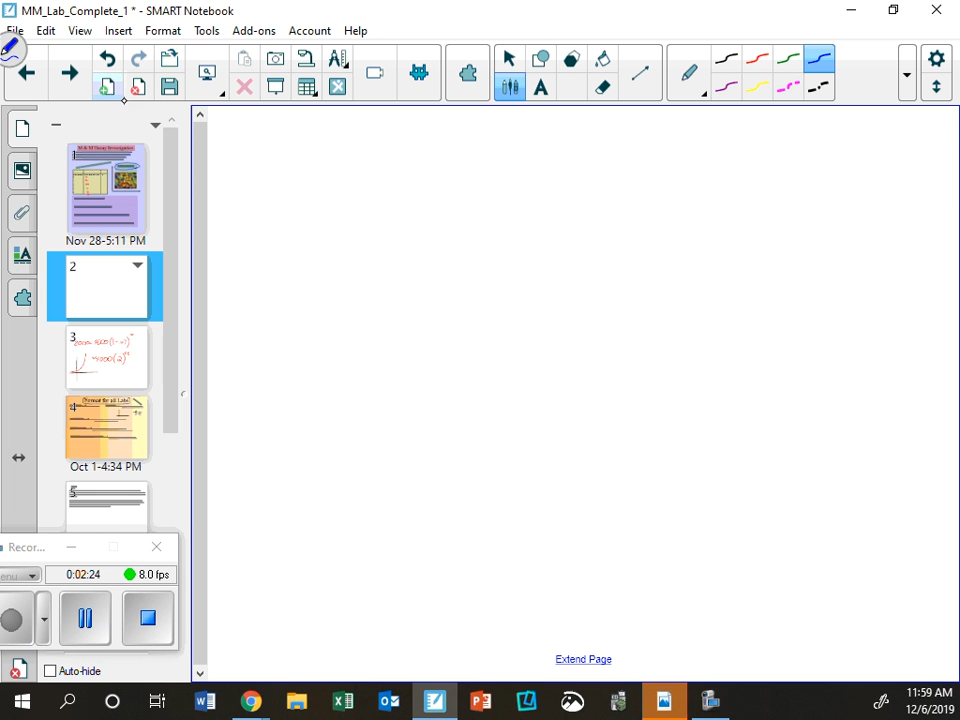 MM_Lab_Complete_1 * - SMART Notebook
File Edit View Insert Format Tools Add-ons Account Help
1
Nov 28-5:11 PM
2
3
4
Oct 1-4:34 PM
5
Recor...
enu
0:02:24 8.0 fps
Auto-hide
Extend Page
11:59 AM
12/6/2019